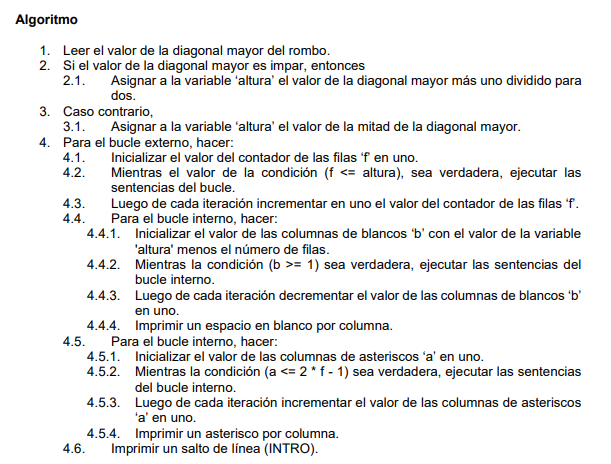 Algoritmo
1. Leer el valor de la diagonal mayor del rombo.
2. Si el valor de la diagonal mayor es impar, entonces
2.1. Asignar a la variable ‘altura’ el valor de la diagonal mayor más uno dividido para
dos.
3. Caso contrario,
3.1. Asignar a la variable ‘altura’ el valor de la mitad de la diagonal mayor.
4. Para el bucle externo, hacer:
4.1. Inicializar el valor del contador de las filas ‘f’ en uno.
4.2. Mientras el valor de la condición (f <= altura), sea verdadera, ejecutar las
sentencias del bucle.
4.3. Luego de cada iteración incrementar en uno el valor del contador de las filas ‘f’.
4.4. Para el bucle interno, hacer:
4.4.1. Inicializar el valor de las columnas de blancos ‘b’ con el valor de la variable
'altura' menos el número de filas.
4.4.2. Mientras la condición (b >= 1) sea verdadera, ejecutar las sentencias del
bucle interno.
4.4.3. Luego de cada iteración decrementar el valor de las columnas de blancos ‘b’
en uno.
4.4.4. Imprimir un espacio en blanco por columna.
4.5. Para el bucle interno, hacer:
4.5.1. Inicializar el valor de las columnas de asteriscos ‘a’ en uno.
4.5.2. Mientras la condición (a <= 2 * f - 1) sea verdadera, ejecutar las sentencias
del bucle interno.
4.5.3. Luego de cada iteración incrementar el valor de las columnas de asteriscos
‘a’ en uno.
4.5.4. Imprimir un asterisco por columna.
4.6. Imprimir un salto de línea (INTRO).